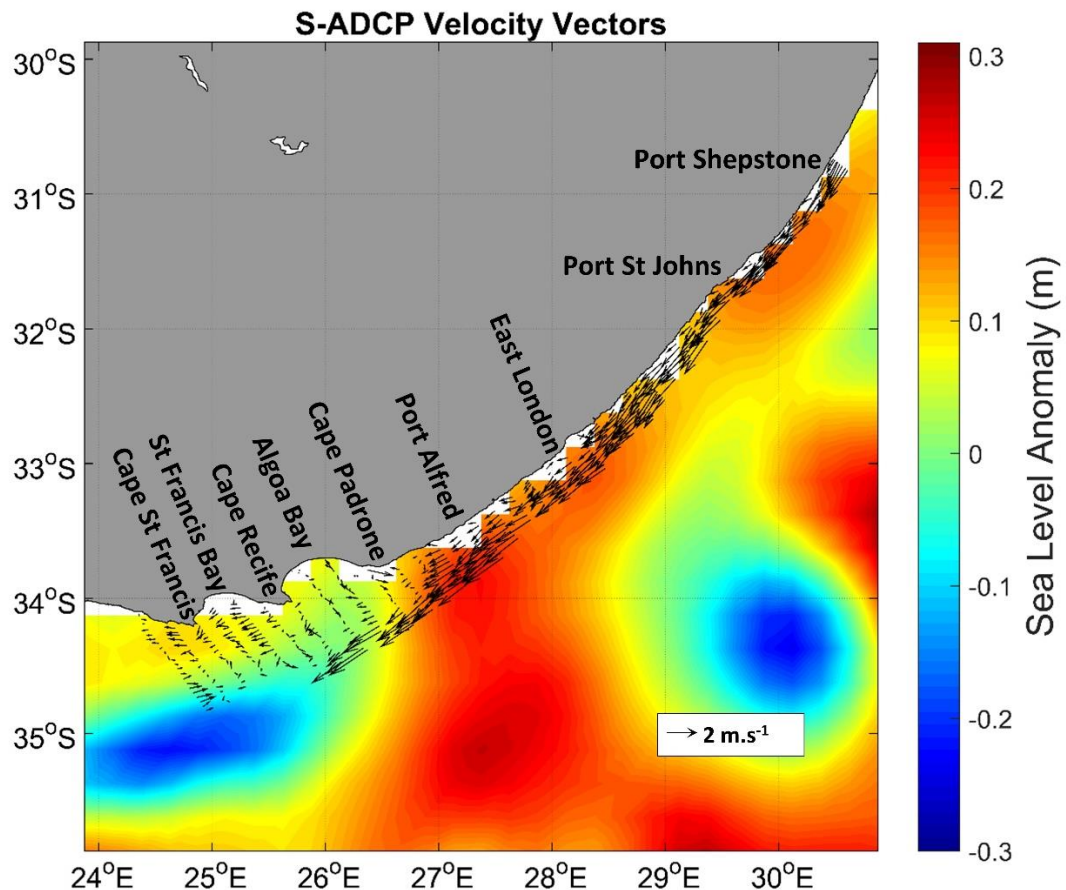 S-ADCP Velocity Vectors
30°S
31°S
32°S
33°S
34°S
35°S
Port Shepstone
Port St Johns
East London
Port Alfred
Cape Padrone
Algoa Bay
Cape Recife
St Francis Bay
Cape St Francis
2 m.s⁻¹
24°E
25°E
26°E
27°E
28°E
29°E
30°E
0.3
0.2
0.1
0
-0.1
-0.2
-0.3
Sea Level Anomaly (m)